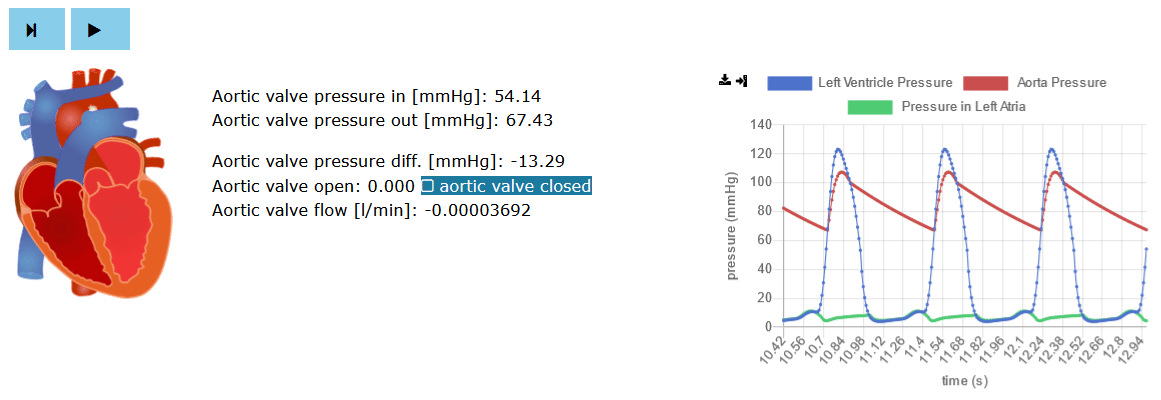 Aortic valve pressure in [mmHg]: 54.14
Aortic valve pressure out [mmHg]: 67.43
Aortic valve pressure diff. [mmHg]: -13.29
Aortic valve open: 0.000 ▢ aortic valve closed
Aortic valve flow [l/min]: -0.00003692
Left Ventricle Pressure Aorta Pressure
Pressure in Left Atria
140
120
100
80
60
40
20
0
pressure (mmHg)
10.42 10.56 10.7 10.84 10.98 11.12 11.26 11.4 11.54 11.68 11.82 11.96 12.1 12.24 12.38 12.52 12.66 12.8 12.94
time (s)